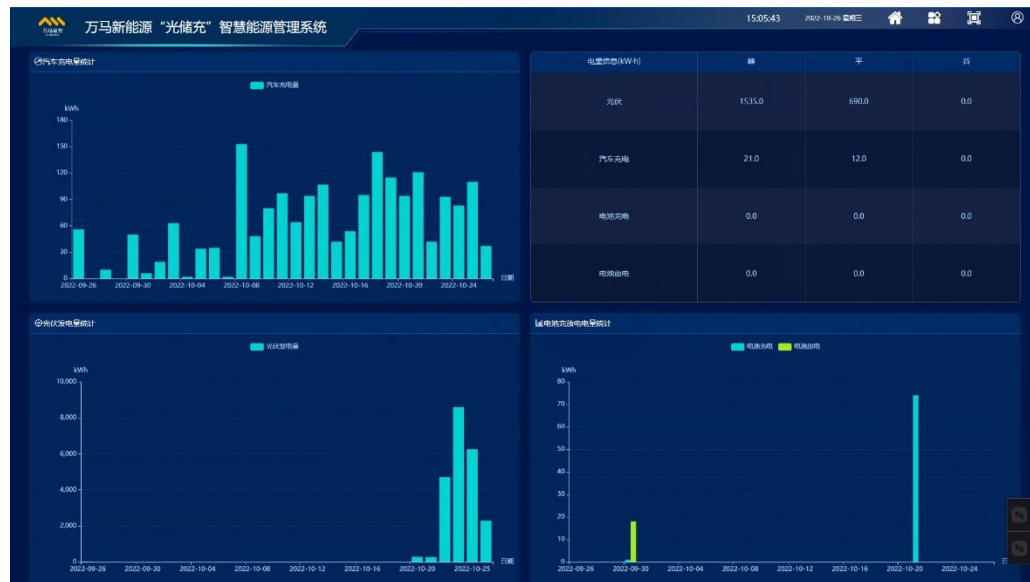 万马新能源“光储充”智慧能源管理系统
15:05:43 2022-10-26 星期三
汽车充电量统计
汽车充电量
kWh
180
150
120
90
60
30
0
日期
2022-09-26 2022-09-30 2022-10-04 2022-10-08 2022-10-12 2022-10-16 2022-10-20 2022-10-24
电量信息(kW·h) 峰 平 谷
光伏 1535.0 690.0 0.0
汽车充电 21.0 12.0 0.0
电池充电 0.0 0.0 0.0
电池放电 0.0 0.0 0.0
光伏发电量统计
光伏发电量
kWh
10,000
8,000
6,000
4,000
2,000
0
日期
2022-09-26 2022-09-30 2022-10-04 2022-10-08 2022-10-12 2022-10-16 2022-10-20 2022-10-25
电池充放电电量统计
电池充电 电池放电
kWh
80
70
60
50
40
30
20
10
0
2022-09-26 2022-09-30 2022-10-04 2022-10-08 2022-10-12 2022-10-16 2022-10-20 2022-10-24